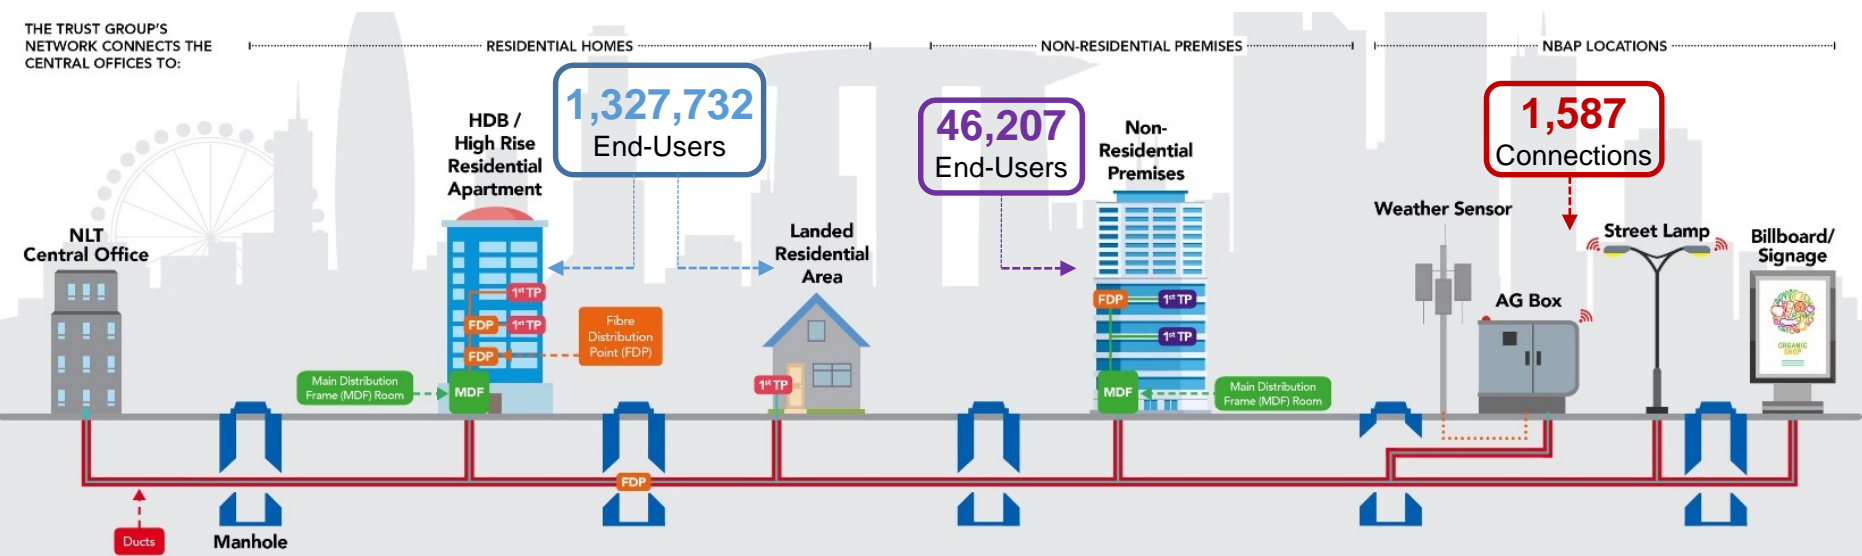 THE TRUST GROUP'S
NETWORK CONNECTS THE
CENTRAL OFFICES TO:
RESIDENTIAL HOMES
NON-RESIDENTIAL PREMISES
NBAP LOCATIONS
1,327,732
End-Users
46,207
End-Users
1,587
Connections
NLT
Central Office
HDB /
High Rise
Residential
Apartment
Landed
Residential
Area
Non-
Residential
Premises
Weather Sensor
AG Box
Street Lamp
Billboard/
Signage
1st TP
FDP
1st TP
FDP
Fibre
Distribution
Point (FDP)
Main Distribution
Frame (MDF) Room
MDF
1st TP
FDP
1st TP
1st TP
MDF
Main Distribution
Frame (MDF) Room
ORGANIC
SHOP
FDP
Ducts
Manhole